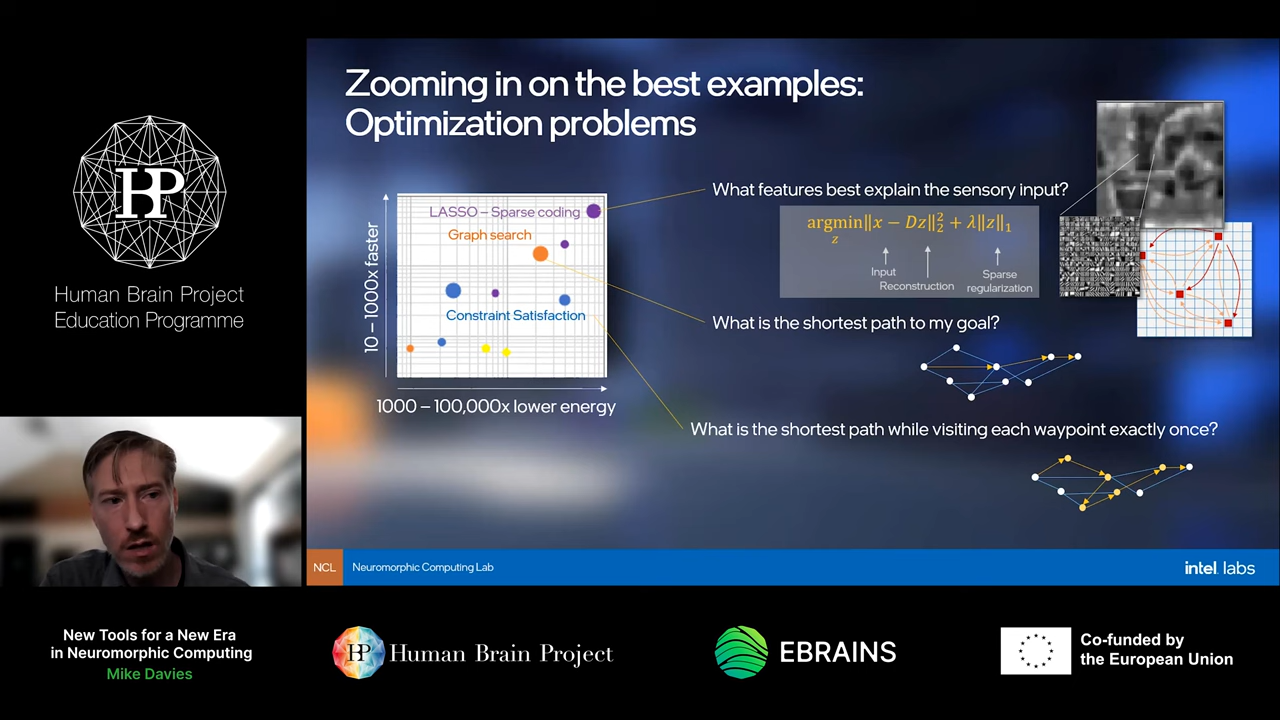 Zooming in on the best examples:
Optimization problems
HP
Human Brain Project
Education Programme
10 – 1000x faster
LASSO – Sparse coding
Graph search
Constraint Satisfaction
1000 – 100,000x lower energy
What features best explain the sensory input?
argmin‖x − Dz‖₂² + λ‖z‖₁
z
Input
Reconstruction
Sparse
regularization
What is the shortest path to my goal?
What is the shortest path while visiting each waypoint exactly once?
NCL
Neuromorphic Computing Lab
intel labs
New Tools for a New Era
in Neuromorphic Computing
Mike Davies
HP
Human Brain Project
EBRAINS
Co-funded by
the European Union